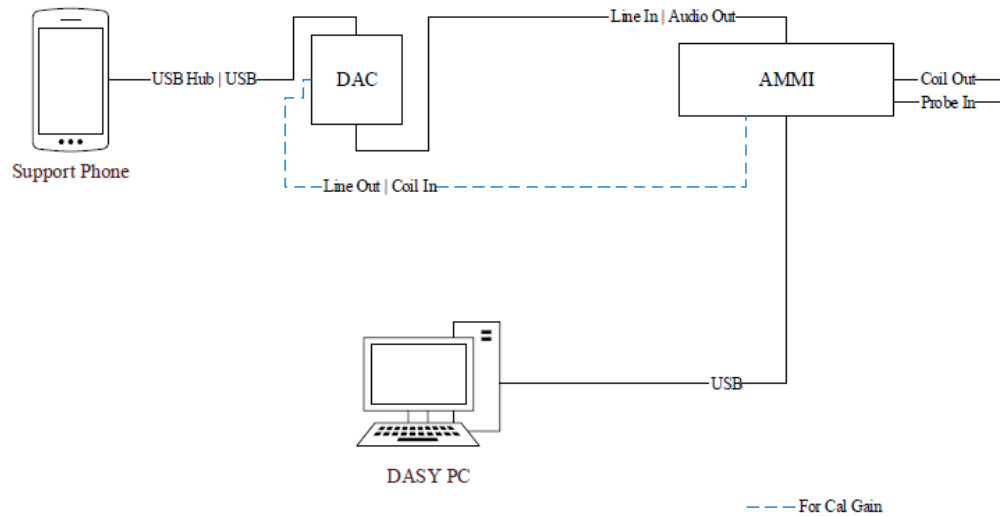 Line In | Audio Out
USB Hub | USB
DAC
AMMI
Coil Out
Probe In
Support Phone
Line Out | Coil In
USB
DASY PC
For Cal Gain